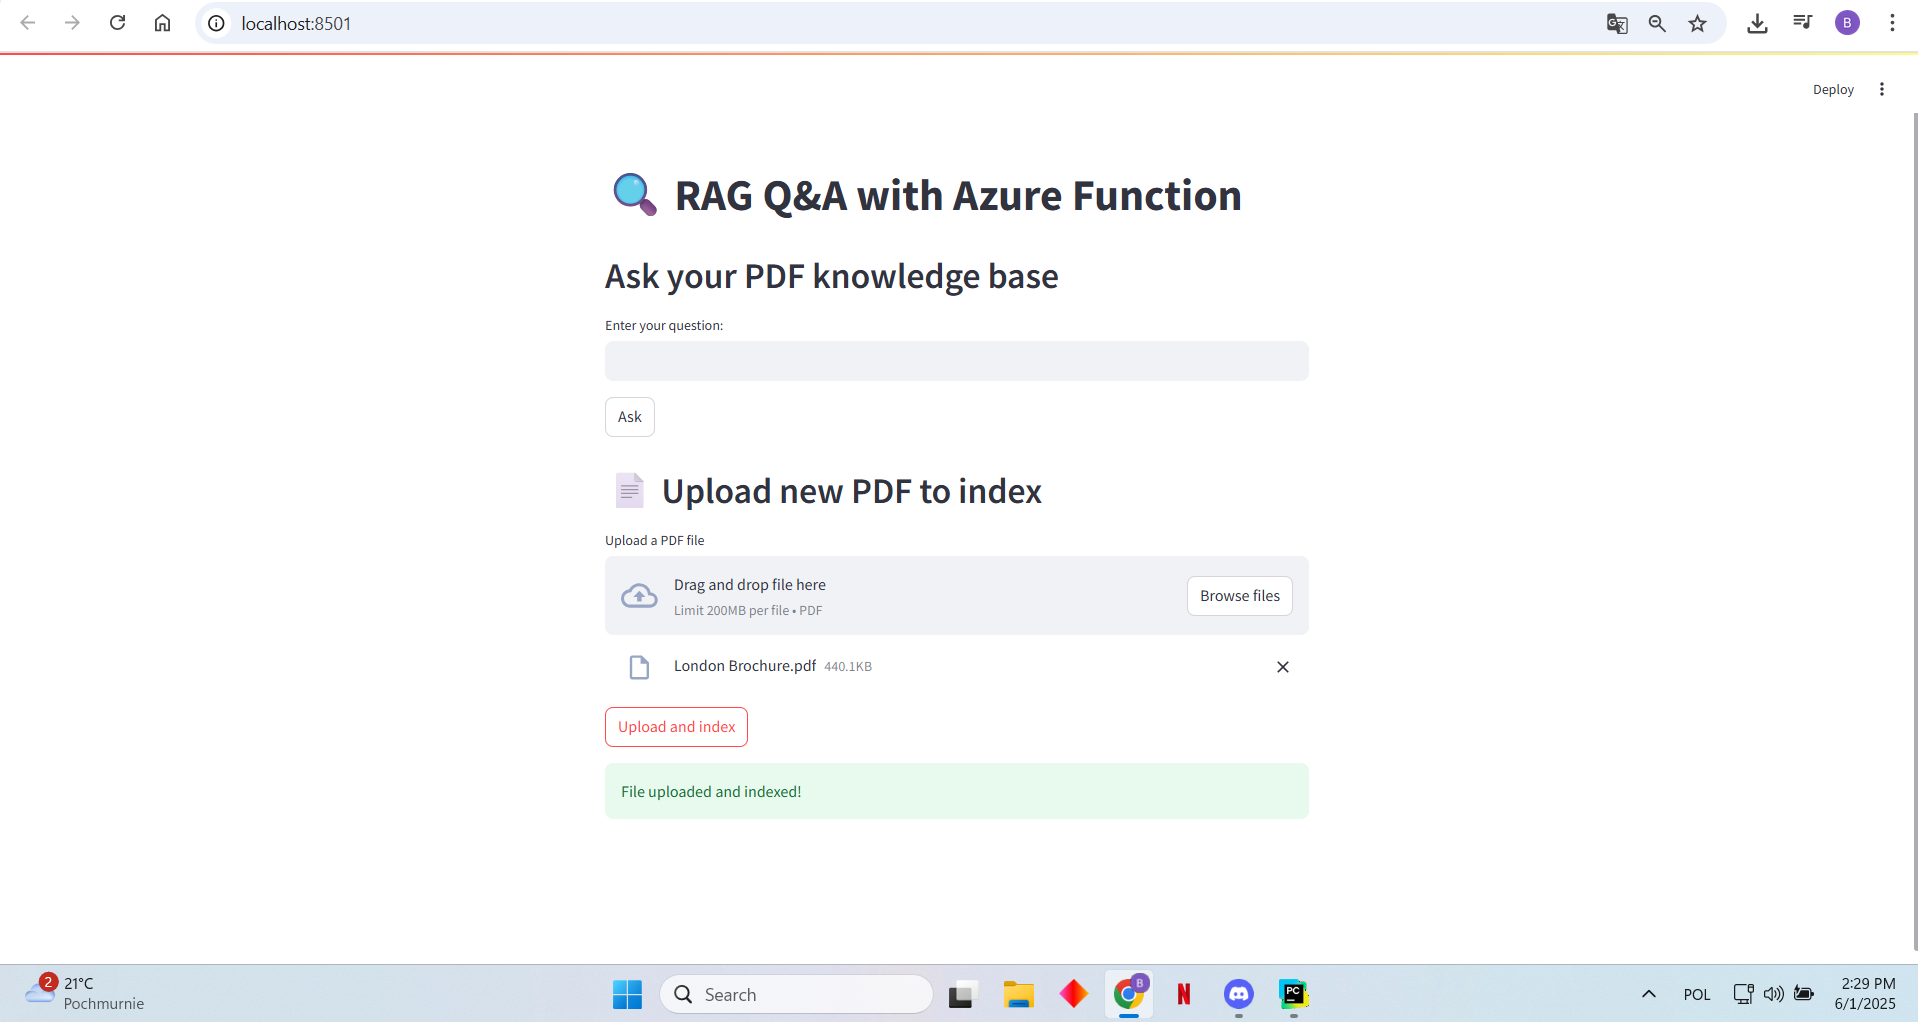 localhost:8501
B
Deploy
RAG Q&A with Azure Function
Ask your PDF knowledge base
Enter your question:
Ask
Upload new PDF to index
Upload a PDF file
Drag and drop file here
Limit 200MB per file • PDF
Browse files
London Brochure.pdf 440.1KB
Upload and index
File uploaded and indexed!
2
21°C
Pochmurnie
Search
B
N
PC
POL
2:29 PM
6/1/2025